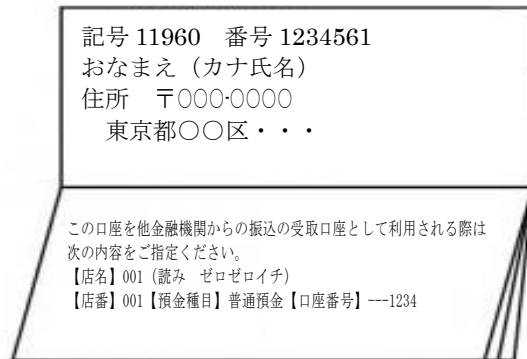 記号 11960　番号 1234561
おなまえ（カナ氏名）
住所　〒000-0000
東京都〇〇区・・・
この口座を他金融機関からの振込の受取口座として利用される際は
次の内容をご指定ください。
【店名】001（読み　ゼロゼロイチ）
【店番】001【預金種目】普通預金【口座番号】---1234